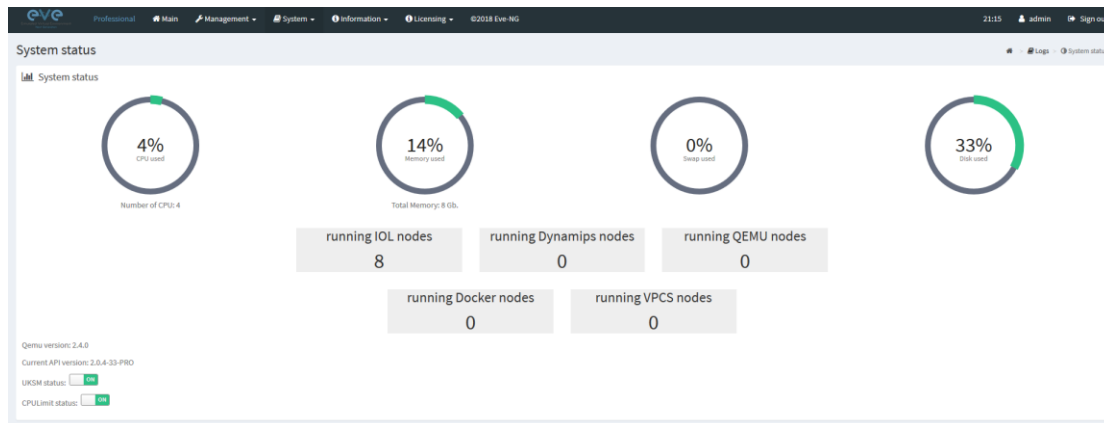 eve Professional Main Management System Information Licensing ©2018 Eve-NG 21:15 admin Sign ou
System status Logs System statu
System status
4% 14% 0% 33%
CPU used Memory used Swap used Disk used
Number of CPU: 4 Total Memory: 8 Gb.
running IOL nodes running Dynamips nodes running QEMU nodes
8 0 0
running Docker nodes running VPCS nodes
0 0
Qemu version: 2.4.0
Current API version: 2.0.4-33-PRO
UKSM status: ON
CPULimit status: ON